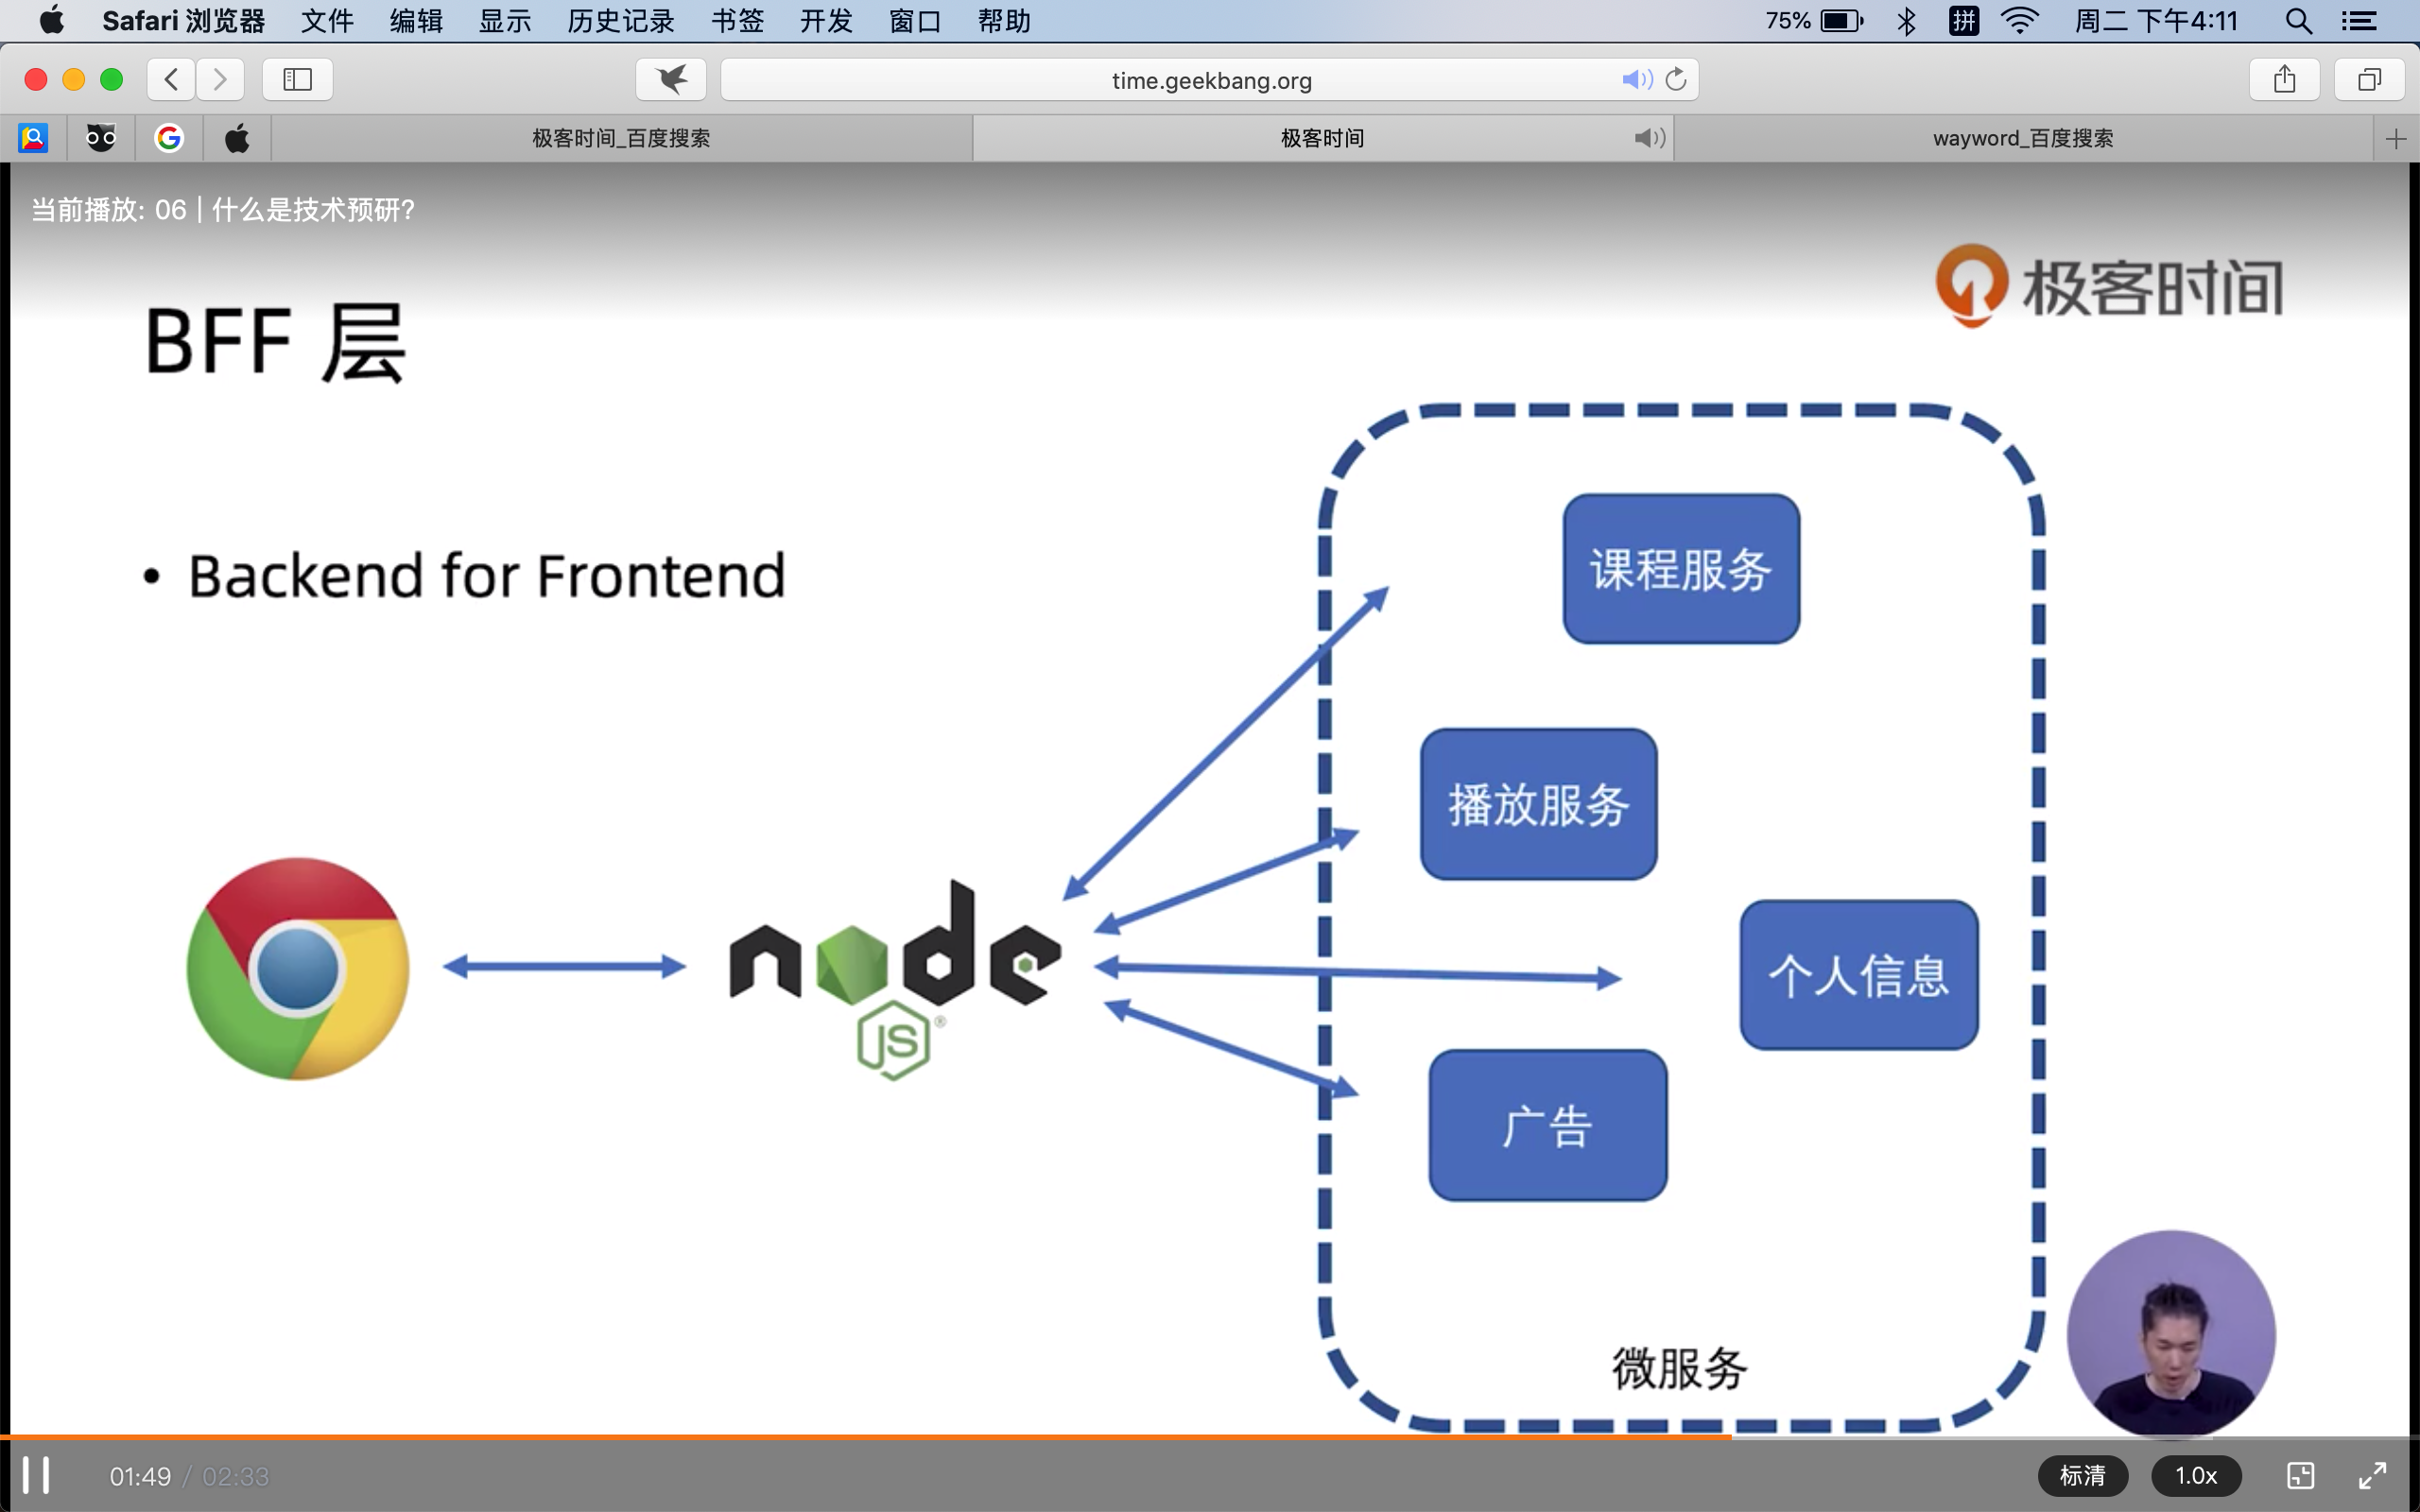 Safari 浏览器 文件 编辑 显示 历史记录 书签 开发 窗口 帮助 75% 拼 周二 下午4:11
time.geekbang.org
极客时间_百度搜索 极客时间 wayword_百度搜索
当前播放: 06 | 什么是技术预研?
极客时间
BFF 层
• Backend for Frontend
课程服务
播放服务
个人信息
node
JS®
广告
微服务
01:49 / 02:33 标清 1.0x